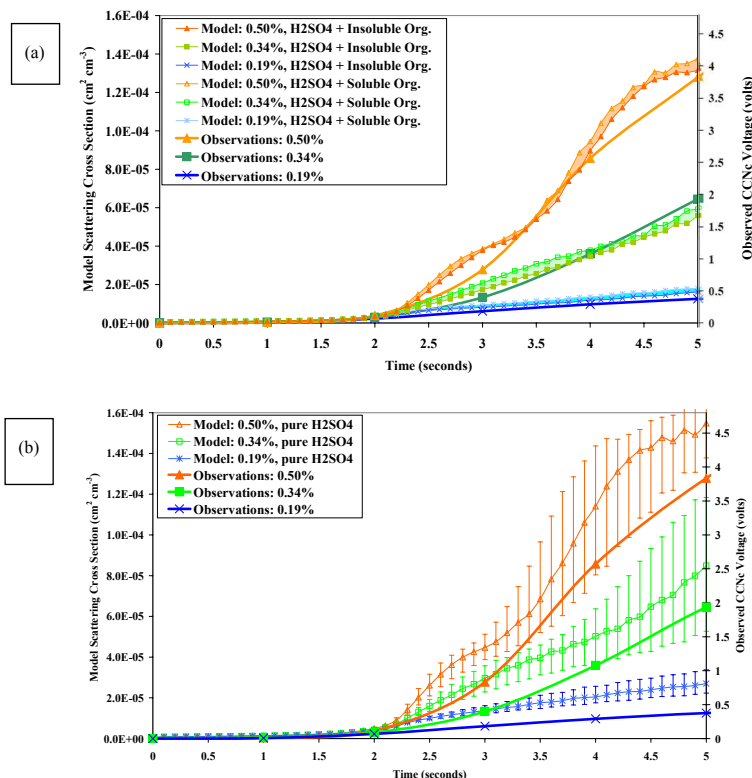 (a)
1.6E-04
1.4E-04
1.2E-04
1.0E-04
8.0E-05
6.0E-05
4.0E-05
2.0E-05
0.0E+00
Model Scattering Cross Section (cm2 cm-3)
Model: 0.50%, H2SO4 + Insoluble Org.
Model: 0.34%, H2SO4 + Insoluble Org.
Model: 0.19%, H2SO4 + Insoluble Org.
Model: 0.50%, H2SO4 + Soluble Org.
Model: 0.34%, H2SO4 + Soluble Org.
Model: 0.19%, H2SO4 + Soluble Org.
Observations: 0.50%
Observations: 0.34%
Observations: 0.19%
4.5
4
3.5
3
2.5
2
1.5
1
0.5
0
Observed CCNc Voltage (volts)
0 0.5 1 1.5 2 2.5 3 3.5 4 4.5 5
Time (seconds)
(b)
1.6E-04
1.4E-04
1.2E-04
1.0E-04
8.0E-05
6.0E-05
4.0E-05
2.0E-05
0.0E+00
Model Scattering Cross Section (cm2 cm-3)
Model: 0.50%, pure H2SO4
Model: 0.34%, pure H2SO4
Model: 0.19%, pure H2SO4
Observations: 0.50%
Observations: 0.34%
Observations: 0.19%
4.5
4
3.5
3
2.5
2
1.5
1
0.5
0
Observed CCNc Voltage (volts)
0 0.5 1 1.5 2 2.5 3 3.5 4 4.5 5
Time (seconds)